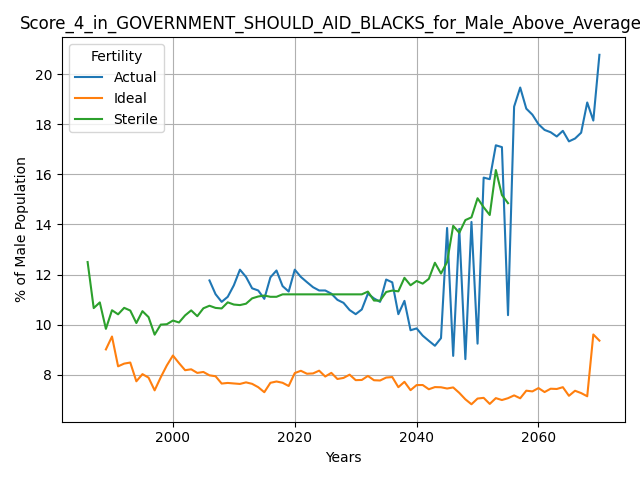 Score_4_in_GOVERNMENT_SHOULD_AID_BLACKS_for_Male_Above_Average
Fertility
Actual
Ideal
Sterile
% of Male Population
20
18
16
14
12
10
8
2000 2020 2040 2060
Years